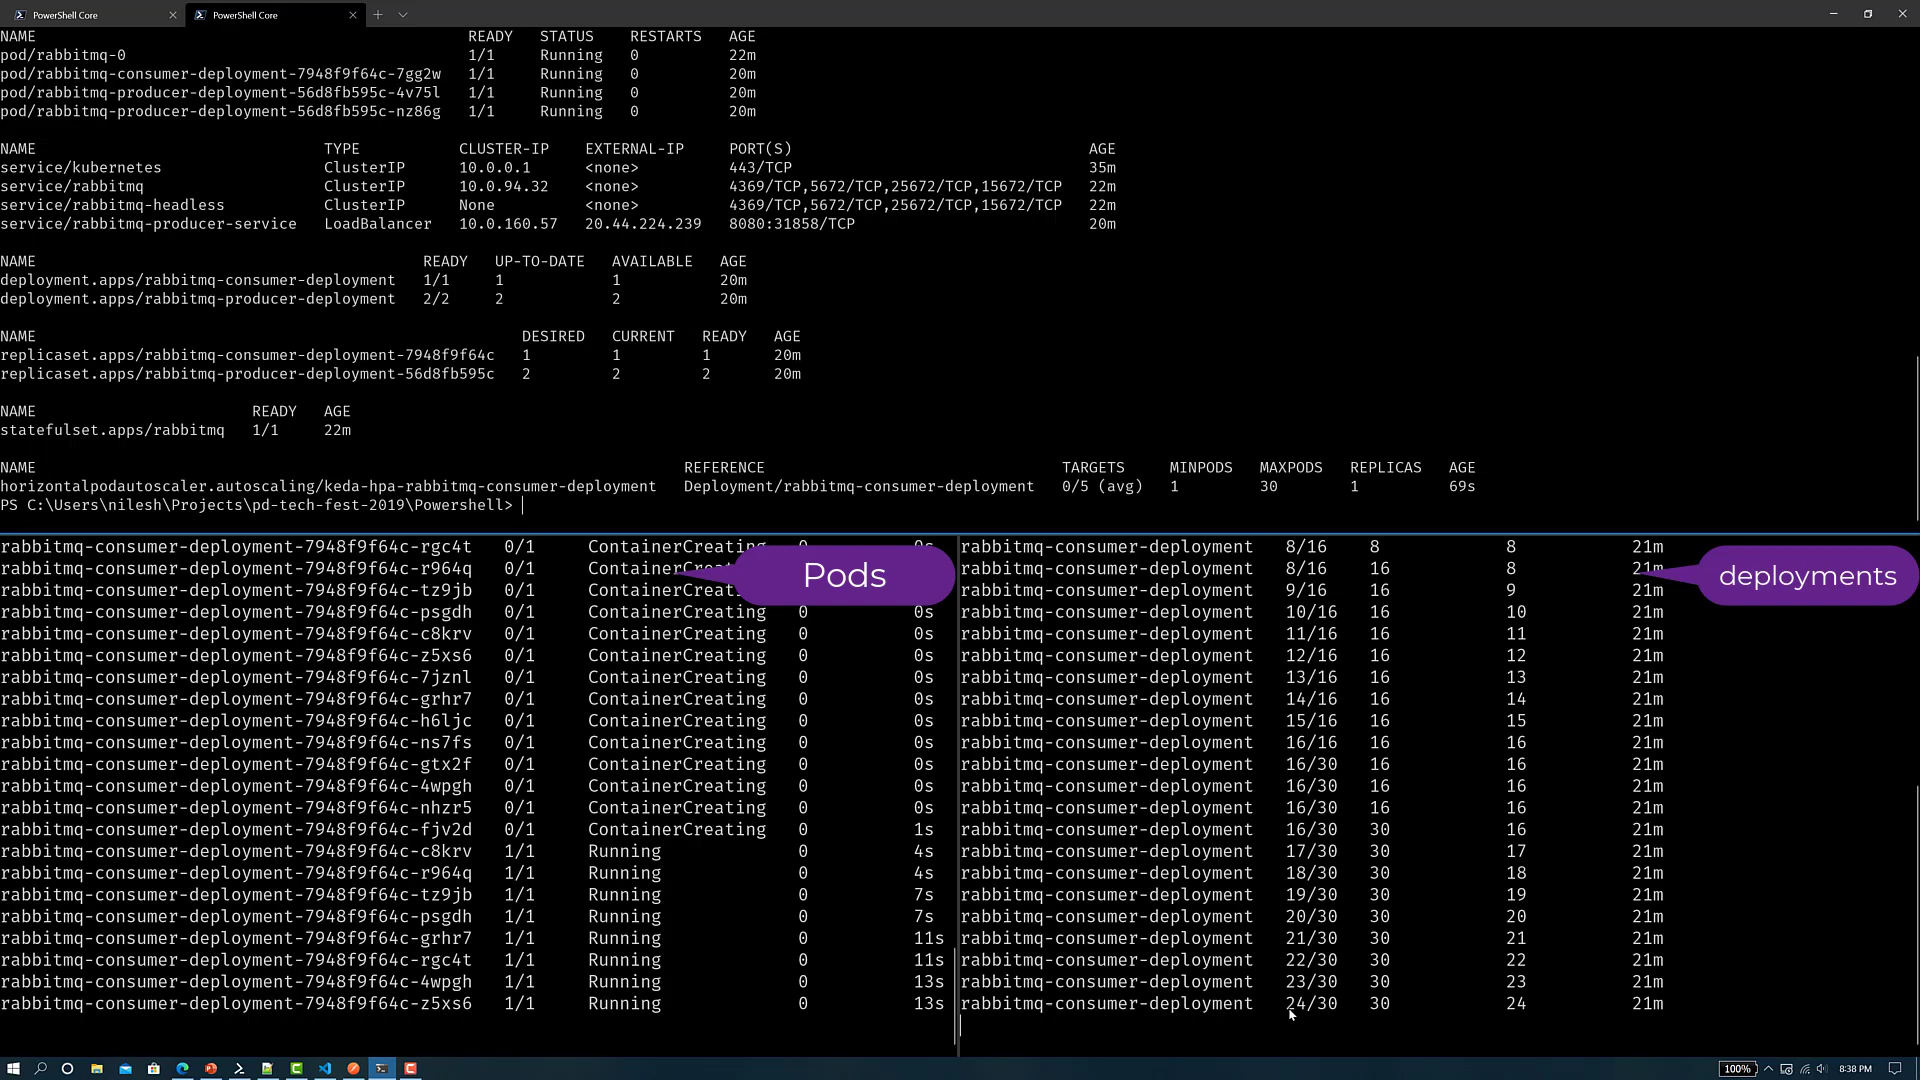 PowerShell Core
PowerShell Core
NAME READY STATUS RESTARTS AGE
pod/rabbitmq-0 1/1 Running 0 22m
pod/rabbitmq-consumer-deployment-7948f9f64c-7gg2w 1/1 Running 0 20m
pod/rabbitmq-producer-deployment-56d8fb595c-4v75l 1/1 Running 0 20m
pod/rabbitmq-producer-deployment-56d8fb595c-nz86g 1/1 Running 0 20m
NAME TYPE CLUSTER-IP EXTERNAL-IP PORT(S) AGE
service/kubernetes ClusterIP 10.0.0.1 <none> 443/TCP 35m
service/rabbitmq ClusterIP 10.0.94.32 <none> 4369/TCP,5672/TCP,25672/TCP,15672/TCP 22m
service/rabbitmq-headless ClusterIP None <none> 4369/TCP,5672/TCP,25672/TCP,15672/TCP 22m
service/rabbitmq-producer-service LoadBalancer 10.0.160.57 20.44.224.239 8080:31858/TCP 20m
NAME READY UP-TO-DATE AVAILABLE AGE
deployment.apps/rabbitmq-consumer-deployment 1/1 1 1 20m
deployment.apps/rabbitmq-producer-deployment 2/2 2 2 20m
NAME DESIRED CURRENT READY AGE
replicaset.apps/rabbitmq-consumer-deployment-7948f9f64c 1 1 1 20m
replicaset.apps/rabbitmq-producer-deployment-56d8fb595c 2 2 2 20m
NAME READY AGE
statefulset.apps/rabbitmq 1/1 22m
NAME REFERENCE TARGETS MINPODS MAXPODS REPLICAS AGE
horizontalpodautoscaler.autoscaling/keda-hpa-rabbitmq-consumer-deployment Deployment/rabbitmq-consumer-deployment 0/5 (avg) 1 30 1 69s
PS C:\Users\nilesh\Projects\pd-tech-fest-2019\Powershell>
rabbitmq-consumer-deployment-7948f9f64c-rgc4t 0/1 ContainerCreating 0 0s
rabbitmq-consumer-deployment-7948f9f64c-r964q 0/1
rabbitmq-consumer-deployment-7948f9f64c-tz9jb 0/1
rabbitmq-consumer-deployment-7948f9f64c-psgdh 0/1 ContainerCreating 0 0s
rabbitmq-consumer-deployment-7948f9f64c-c8krv 0/1 ContainerCreating 0 0s
rabbitmq-consumer-deployment-7948f9f64c-z5xs6 0/1 ContainerCreating 0 0s
rabbitmq-consumer-deployment-7948f9f64c-7jznl 0/1 ContainerCreating 0 0s
rabbitmq-consumer-deployment-7948f9f64c-grhr7 0/1 ContainerCreating 0 0s
rabbitmq-consumer-deployment-7948f9f64c-h6ljc 0/1 ContainerCreating 0 0s
rabbitmq-consumer-deployment-7948f9f64c-ns7fs 0/1 ContainerCreating 0 0s
rabbitmq-consumer-deployment-7948f9f64c-gtx2f 0/1 ContainerCreating 0 0s
rabbitmq-consumer-deployment-7948f9f64c-4wpgh 0/1 ContainerCreating 0 0s
rabbitmq-consumer-deployment-7948f9f64c-nhzr5 0/1 ContainerCreating 0 0s
rabbitmq-consumer-deployment-7948f9f64c-fjv2d 0/1 ContainerCreating 0 1s
rabbitmq-consumer-deployment-7948f9f64c-c8krv 1/1 Running 0 4s
rabbitmq-consumer-deployment-7948f9f64c-r964q 1/1 Running 0 4s
rabbitmq-consumer-deployment-7948f9f64c-tz9jb 1/1 Running 0 7s
rabbitmq-consumer-deployment-7948f9f64c-psgdh 1/1 Running 0 7s
rabbitmq-consumer-deployment-7948f9f64c-grhr7 1/1 Running 0 11s
rabbitmq-consumer-deployment-7948f9f64c-rgc4t 1/1 Running 0 11s
rabbitmq-consumer-deployment-7948f9f64c-4wpgh 1/1 Running 0 13s
rabbitmq-consumer-deployment-7948f9f64c-z5xs6 1/1 Running 0 13s
Pods
rabbitmq-consumer-deployment 8/16 8 8 21m
rabbitmq-consumer-deployment 8/16 16 8 21m
rabbitmq-consumer-deployment 9/16 16 9 21m
rabbitmq-consumer-deployment 10/16 16 10 21m
rabbitmq-consumer-deployment 11/16 16 11 21m
rabbitmq-consumer-deployment 12/16 16 12 21m
rabbitmq-consumer-deployment 13/16 16 13 21m
rabbitmq-consumer-deployment 14/16 16 14 21m
rabbitmq-consumer-deployment 15/16 16 15 21m
rabbitmq-consumer-deployment 16/16 16 16 21m
rabbitmq-consumer-deployment 16/30 16 16 21m
rabbitmq-consumer-deployment 16/30 16 16 21m
rabbitmq-consumer-deployment 16/30 16 16 21m
rabbitmq-consumer-deployment 16/30 30 16 21m
rabbitmq-consumer-deployment 17/30 30 17 21m
rabbitmq-consumer-deployment 18/30 30 18 21m
rabbitmq-consumer-deployment 19/30 30 19 21m
rabbitmq-consumer-deployment 20/30 30 20 21m
rabbitmq-consumer-deployment 21/30 30 21 21m
rabbitmq-consumer-deployment 22/30 30 22 21m
rabbitmq-consumer-deployment 23/30 30 23 21m
rabbitmq-consumer-deployment 24/30 30 24 21m
deployments
100%
8:38 PM